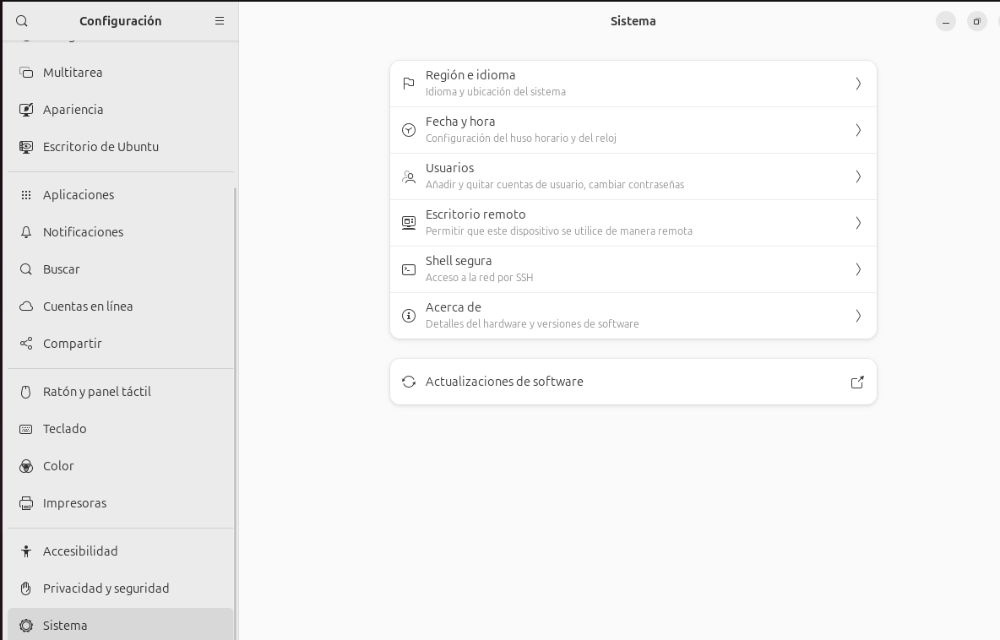 Configuración
Multitarea
Apariencia
Escritorio de Ubuntu
Aplicaciones
Notificaciones
Buscar
Cuentas en línea
Compartir
Ratón y panel táctil
Teclado
Color
Impresoras
Accesibilidad
Privacidad y seguridad
Sistema
Sistema
Región e idioma
Idioma y ubicación del sistema
Fecha y hora
Configuración del huso horario y del reloj
Usuarios
Añadir y quitar cuentas de usuario, cambiar contraseñas
Escritorio remoto
Permitir que este dispositivo se utilice de manera remota
Shell segura
Acceso a la red por SSH
Acerca de
Detalles del hardware y versiones de software
Actualizaciones de software